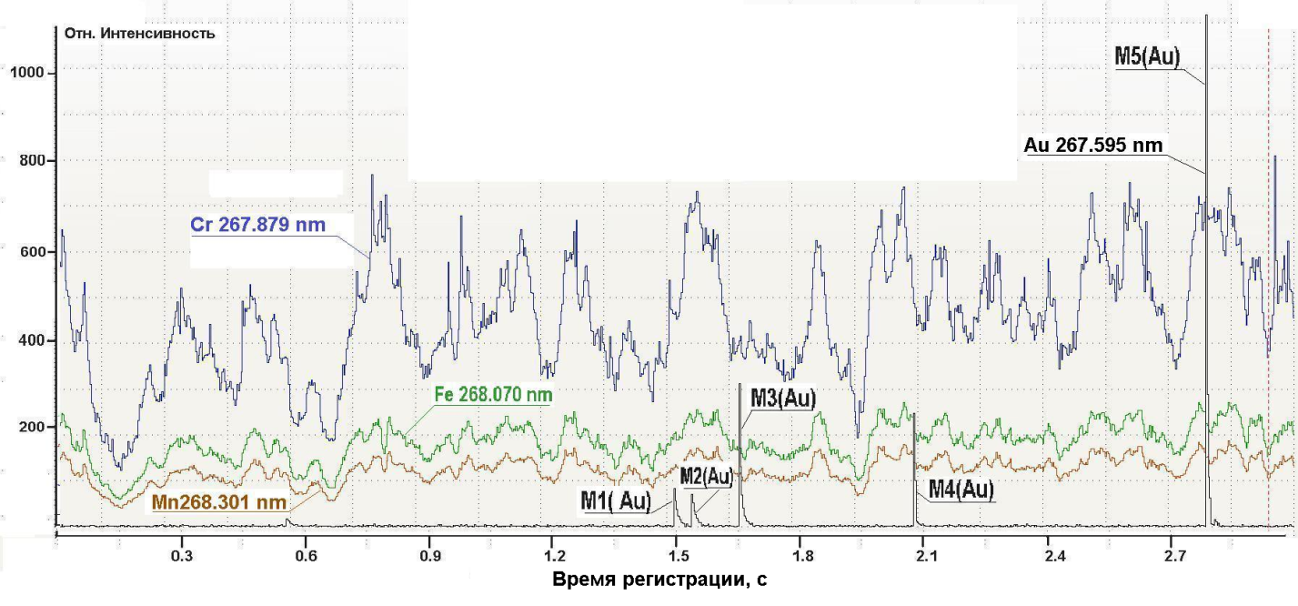 Отн. Интенсивность
1000
800
600
400
200
M5(Au)
Au 267.595 nm
Cr 267.879 nm
Fe 268.070 nm
M3(Au)
M2(Au)
M1( Au)
M4(Au)
Mn268.301 nm
0.3 0.6 0.9 1.2 1.5 1.8 2.1 2.4 2.7
Время регистрации, с